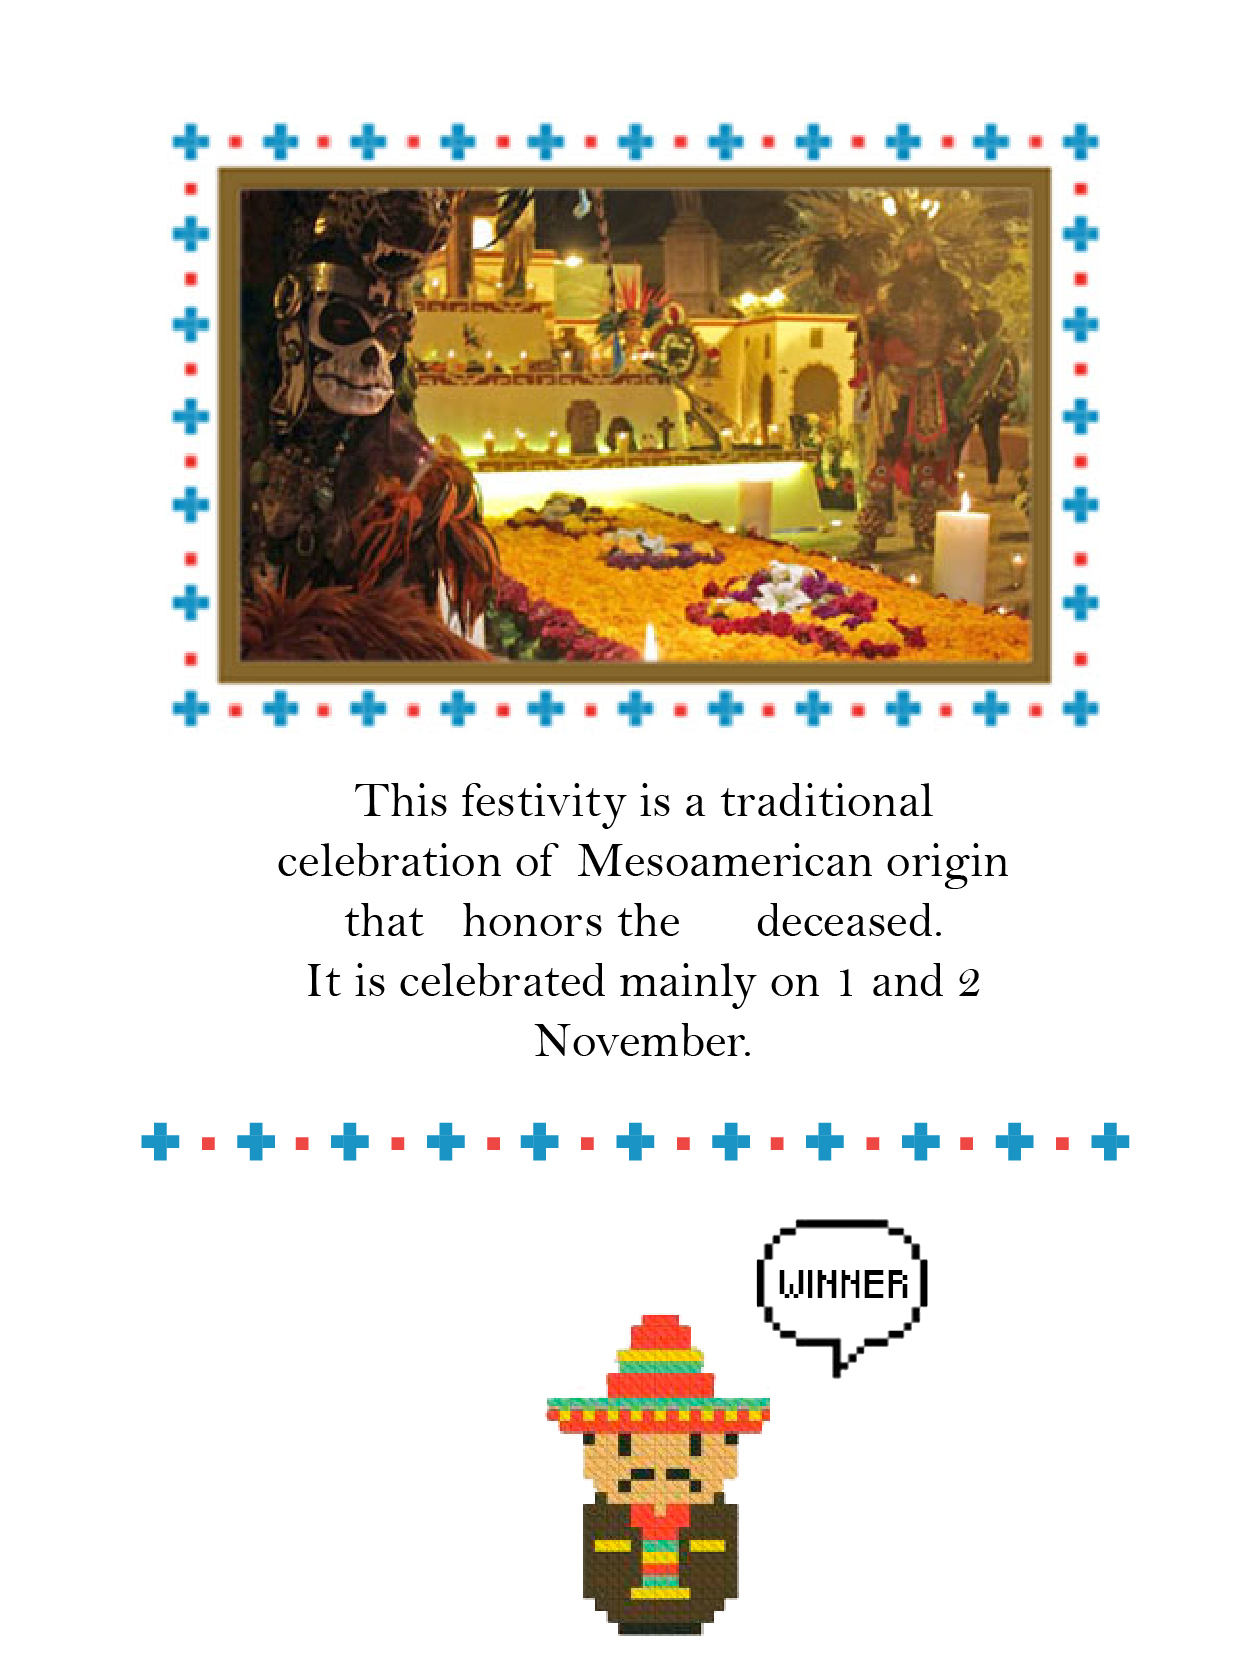 This festivity is a traditional
celebration of Mesoamerican origin
that honors the deceased.
It is celebrated mainly on 1 and 2
November.
WINNER